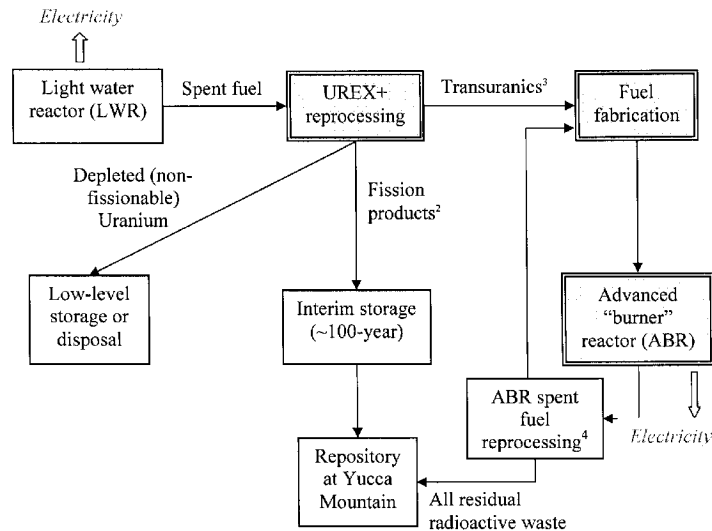 Electricity
Light water
reactor (LWR)
Spent fuel
UREX+
reprocessing
Transuranics³
Fuel
fabrication
Depleted (non-
fissionable)
Uranium
Fission
products²
Low-level
storage or
disposal
Interim storage
(~100-year)
Advanced
“burner”
reactor (ABR)
ABR spent
fuel
reprocessing⁴
Electricity
Repository
at Yucca
Mountain
All residual
radioactive waste